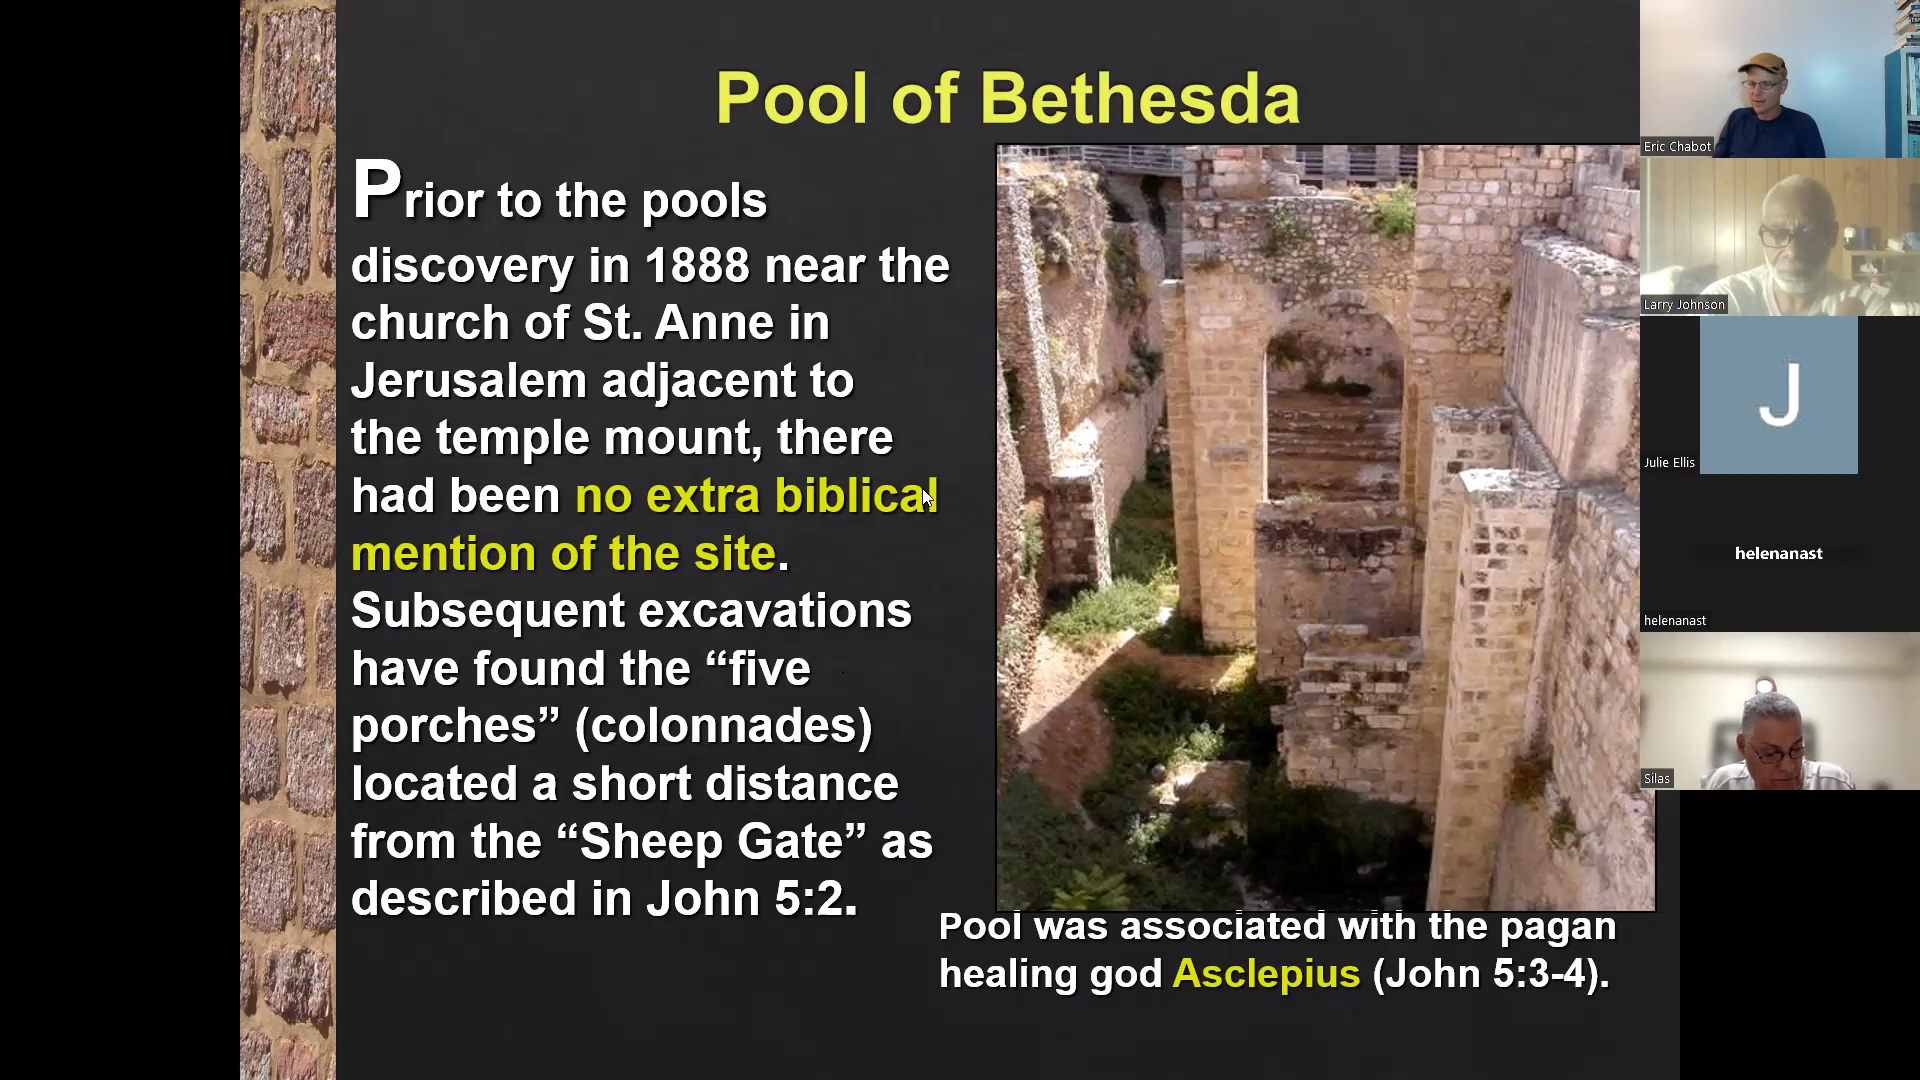 Pool of Bethesda
Prior to the pools
discovery in 1888 near the
church of St. Anne in
Jerusalem adjacent to
the temple mount, there
had been no extra biblical
mention of the site.
Subsequent excavations
have found the “five
porches” (colonnades)
located a short distance
from the “Sheep Gate” as
described in John 5:2.
Pool was associated with the pagan
healing god Asclepius (John 5:3-4).
Eric Chabot
Larry Johnson
J
Julie Ellis
helenanast
helenanast
Silas